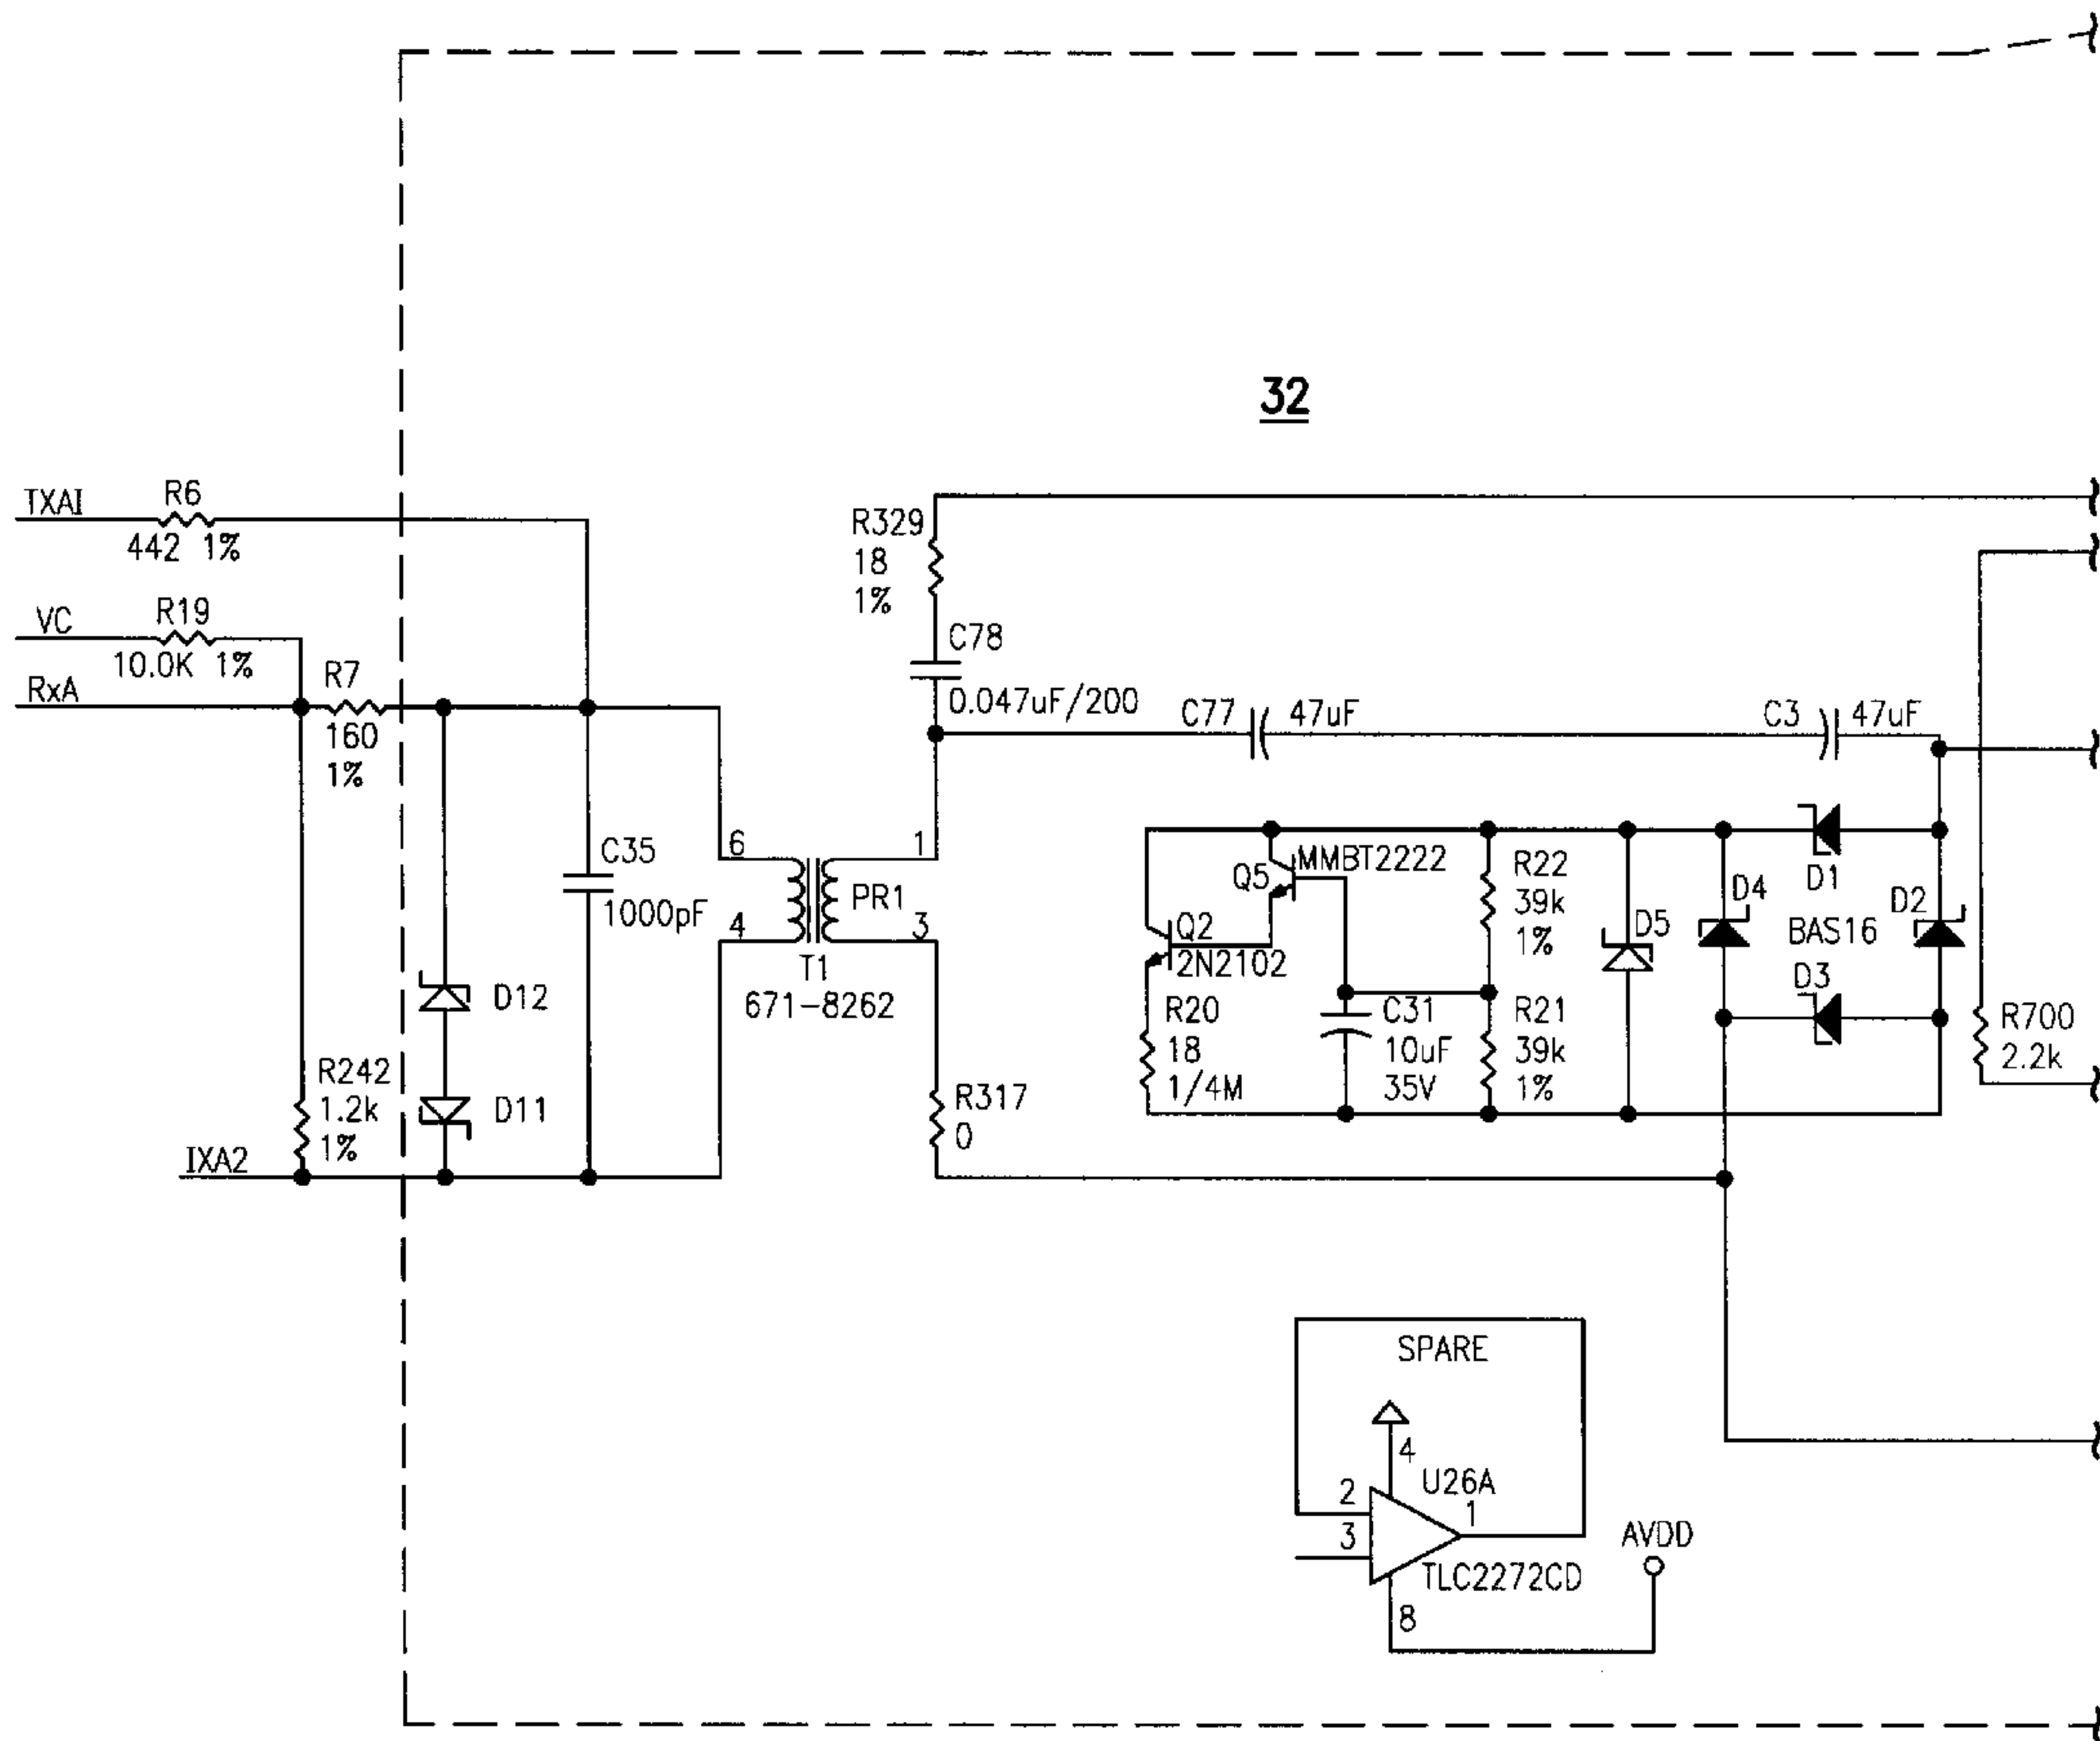 32
TXAI
R6
442 1%
VC
R19
10.0K 1%
RxA
R7
160
1%
R329
18
1%
C78
0.047uF/200
C77
47uF
C3
47uF
C35
1000pF
6
1
4
3
PR1
T1
671-8262
D12
D11
R242
1.2k
1%
IXA2
R317
0
Q5
MMBT2222
Q2
2N2102
R20
18
1/4M
C31
10uF
35V
R22
39k
1%
R21
39k
1%
D5
D4
D1
BAS16
D2
D3
R700
2.2k
SPARE
4
U26A
2
1
3
TLC2272CD
8
AVDD